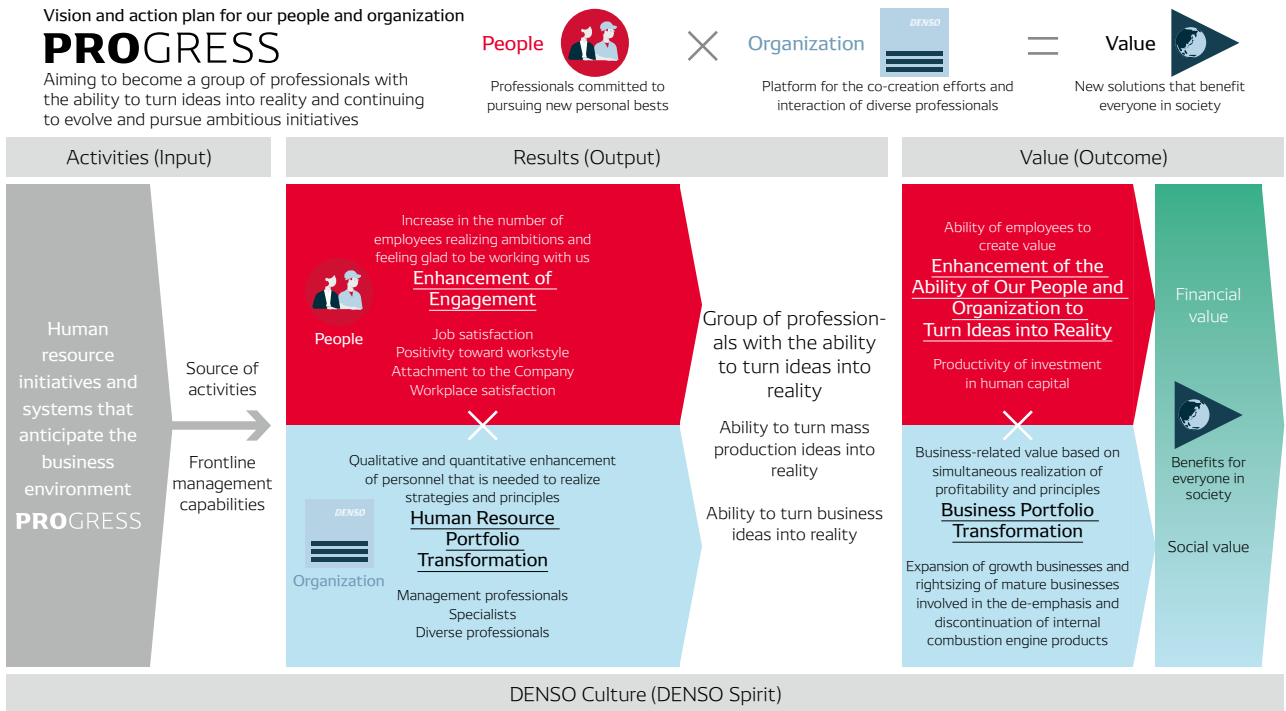 Vision and action plan for our people and organization
PROGRESS
Aiming to become a group of professionals with
the ability to turn ideas into reality and continuing
to evolve and pursue ambitious initiatives
People
Professionals committed to
pursuing new personal bests
×
Organization
DENSO
Platform for the co-creation efforts and
interaction of diverse professionals
=
Value
New solutions that benefit
everyone in society
Activities (Input)
Results (Output)
Value (Outcome)
Human
resource
initiatives and
systems that
anticipate the
business
environment
PROGRESS
Source of
activities
Frontline
management
capabilities
People
Increase in the number of
employees realizing ambitions and
feeling glad to be working with us
Enhancement of
Engagement
Job satisfaction
Positivity toward workstyle
Attachment to the Company
Workplace satisfaction
×
DENSO
Organization
Qualitative and quantitative enhancement
of personnel that is needed to realize
strategies and principles
Human Resource
Portfolio
Transformation
Management professionals
Specialists
Diverse professionals
Group of profession-
als with the ability
to turn ideas into
reality
Ability to turn mass
production ideas into
reality
Ability to turn business
ideas into reality
Ability of employees to
create value
Enhancement of the
Ability of Our People and
Organization to
Turn Ideas into Reality
Productivity of investment
in human capital
×
Business-related value based on
simultaneous realization of
profitability and principles
Business Portfolio
Transformation
Expansion of growth businesses and
rightsizing of mature businesses
involved in the de-emphasis and
discontinuation of internal
combustion engine products
Financial
value
Benefits for
everyone in
society
Social value
DENSO Culture (DENSO Spirit)